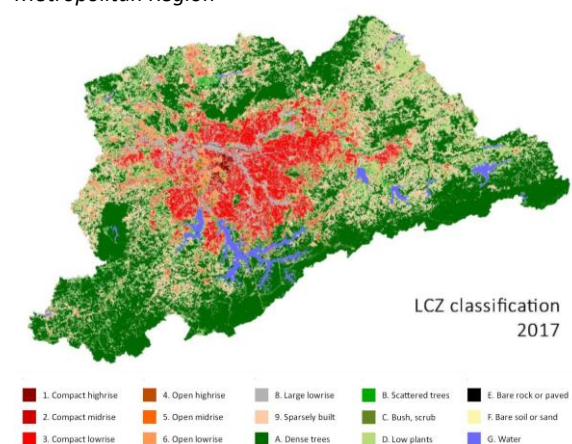 Metropolitan Region
LCZ classification
2017
1. Compact highrise
4. Open highrise
8. Large lowrise
B. Scattered trees
E. Bare rock or paved
2. Compact midrise
5. Open midrise
9. Sparsely built
C. Bush, scrub
F. Bare soil or sand
3. Compact lowrise
6. Open lowrise
A. Dense trees
D. Low plants
G. Water